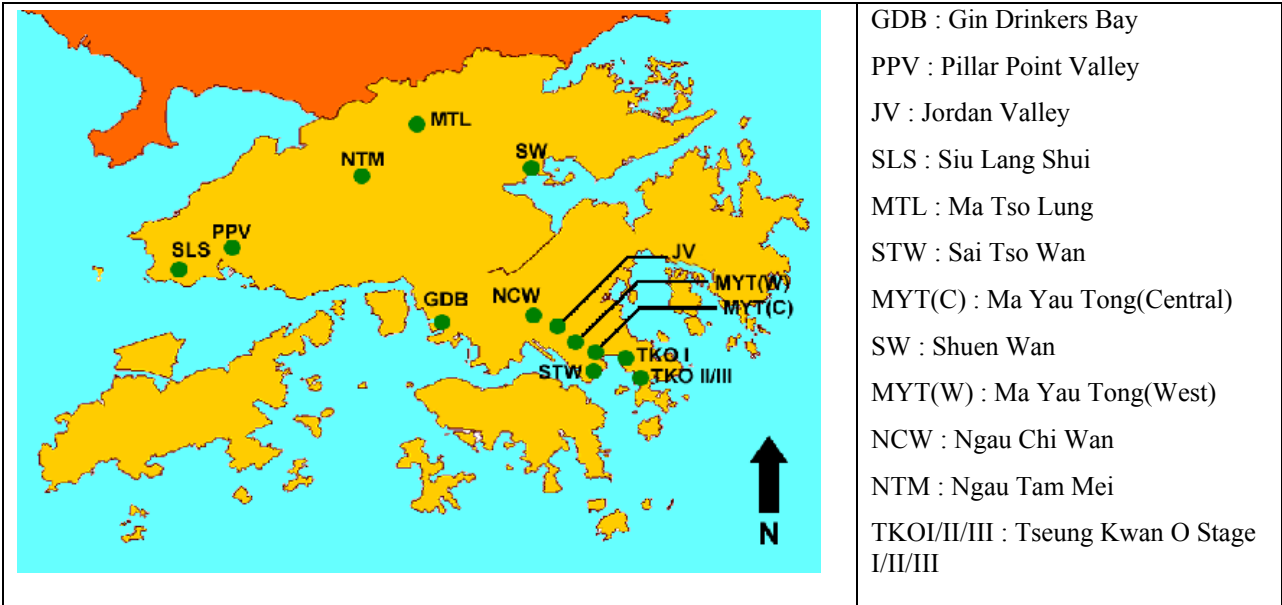 MTL
NTM
SW
PPV
SLS
JV
MYT(W)
GDB
NCW
MYT(C)
TKO I
STW
TKO II/III
N
GDB : Gin Drinkers Bay
PPV : Pillar Point Valley
JV : Jordan Valley
SLS : Siu Lang Shui
MTL : Ma Tso Lung
STW : Sai Tso Wan
MYT(C) : Ma Yau Tong(Central)
SW : Shuen Wan
MYT(W) : Ma Yau Tong(West)
NCW : Ngau Chi Wan
NTM : Ngau Tam Mei
TKOI/II/III : Tseung Kwan O Stage
I/II/III